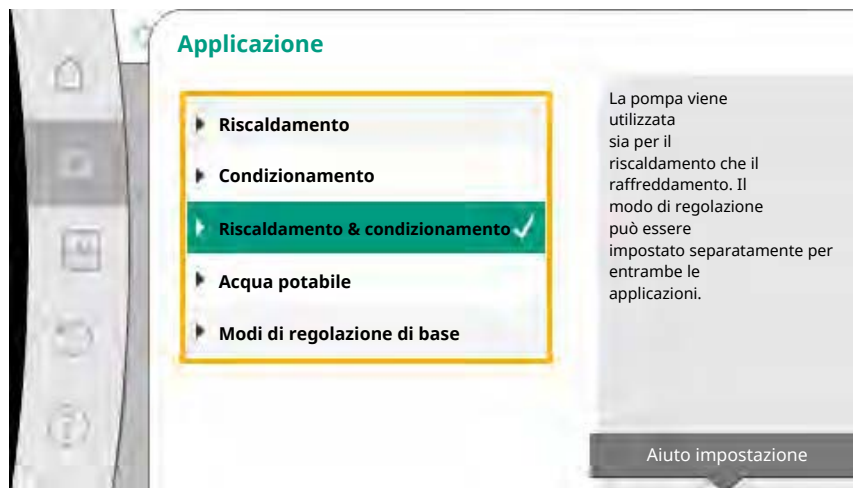 Applicazione
Riscaldamento
Condizionamento
Riscaldamento & condizionamento
Acqua potabile
Modi di regolazione di base
La pompa viene
utilizzata
sia per il
riscaldamento che il
raffreddamento. Il
modo di regolazione
può essere
impostato separatamente per
entrambe le
applicazioni.
Aiuto impostazione